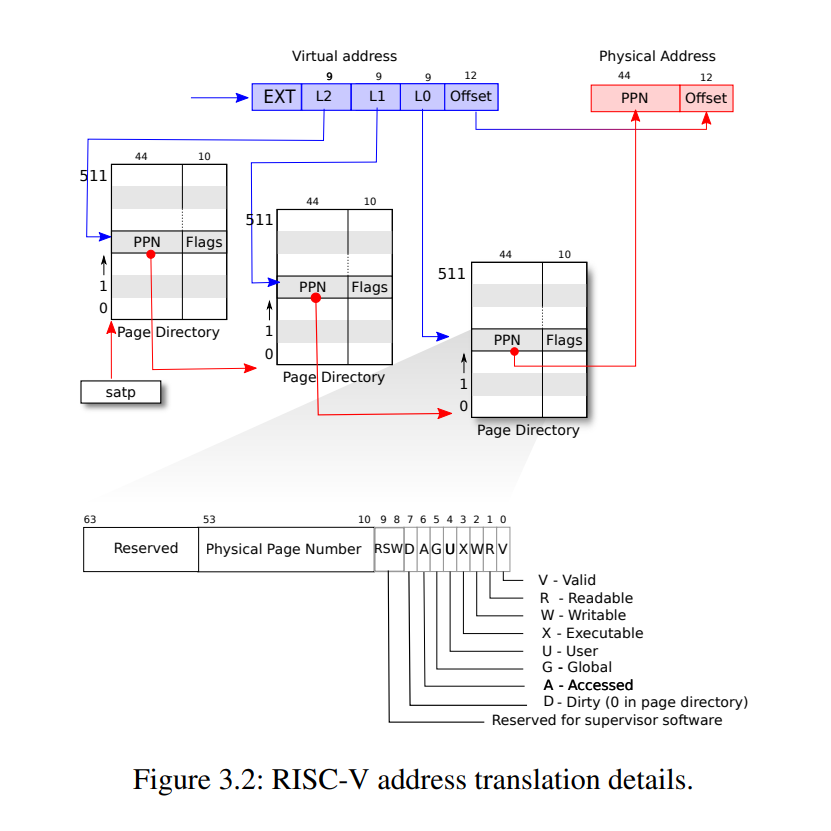 Virtual address
Physical Address
9 9 9 12
44 12
EXT L2 L1 L0 Offset
PPN Offset
44 10
511
PPN Flags
1
0
Page Directory
satp
44 10
511
PPN Flags
1
0
Page Directory
44 10
511
PPN Flags
1
0
Page Directory
63 53 10 9 8 7 6 5 4 3 2 1 0
Reserved Physical Page Number RSW D A G U X W R V
V - Valid
R - Readable
W - Writable
X - Executable
U - User
G - Global
A - Accessed
D - Dirty (0 in page directory)
Reserved for supervisor software
Figure 3.2: RISC-V address translation details.